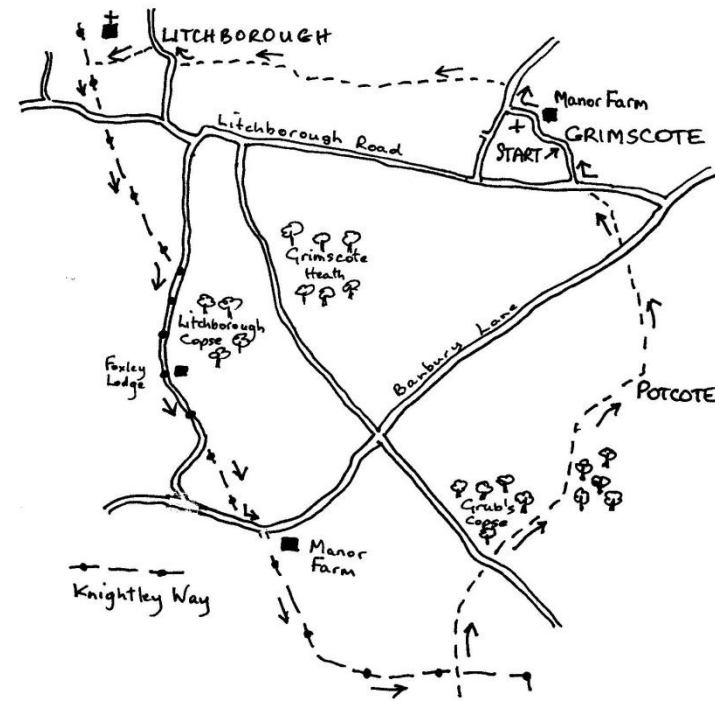 LITCHBOROUGH
Manor Farm
GRIMSCOTE
START
Litchborough Road
Grimscote
Heath
Litchborough
Copse
Banbury Lane
Foxley
Lodge
POTCOTE
Grub's
Copse
Manor
Farm
Knightley Way